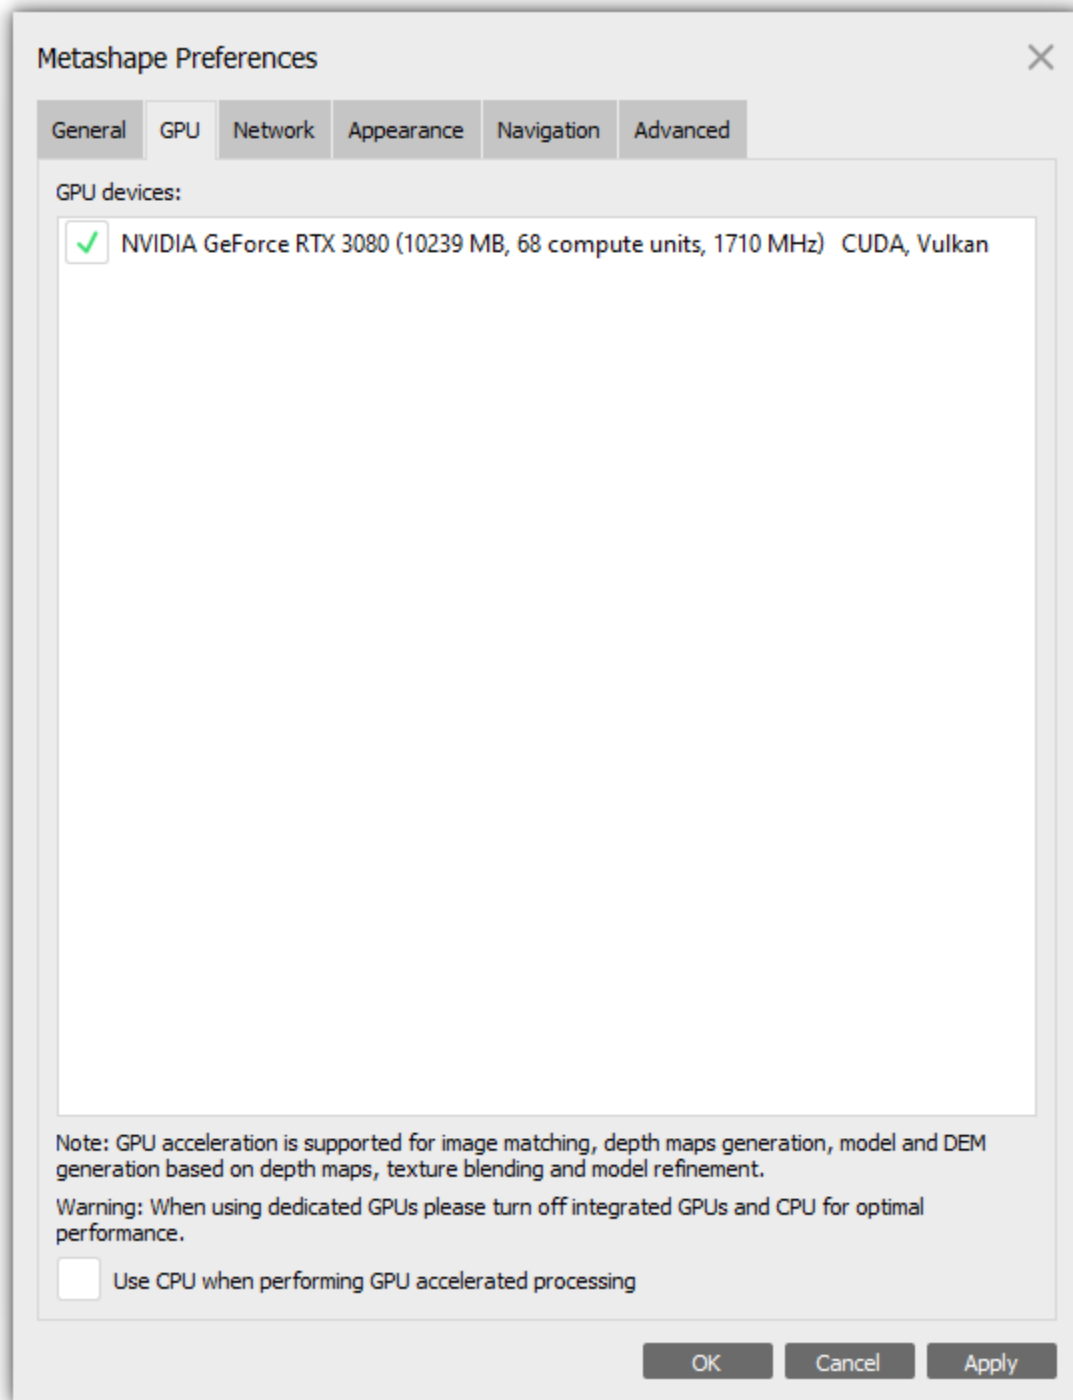 Metashape Preferences
General GPU Network Appearance Navigation Advanced
GPU devices:
NVIDIA GeForce RTX 3080 (10239 MB, 68 compute units, 1710 MHz) CUDA, Vulkan
Note: GPU acceleration is supported for image matching, depth maps generation, model and DEM
generation based on depth maps, texture blending and model refinement.
Warning: When using dedicated GPUs please turn off integrated GPUs and CPU for optimal
performance.
Use CPU when performing GPU accelerated processing
OK Cancel Apply